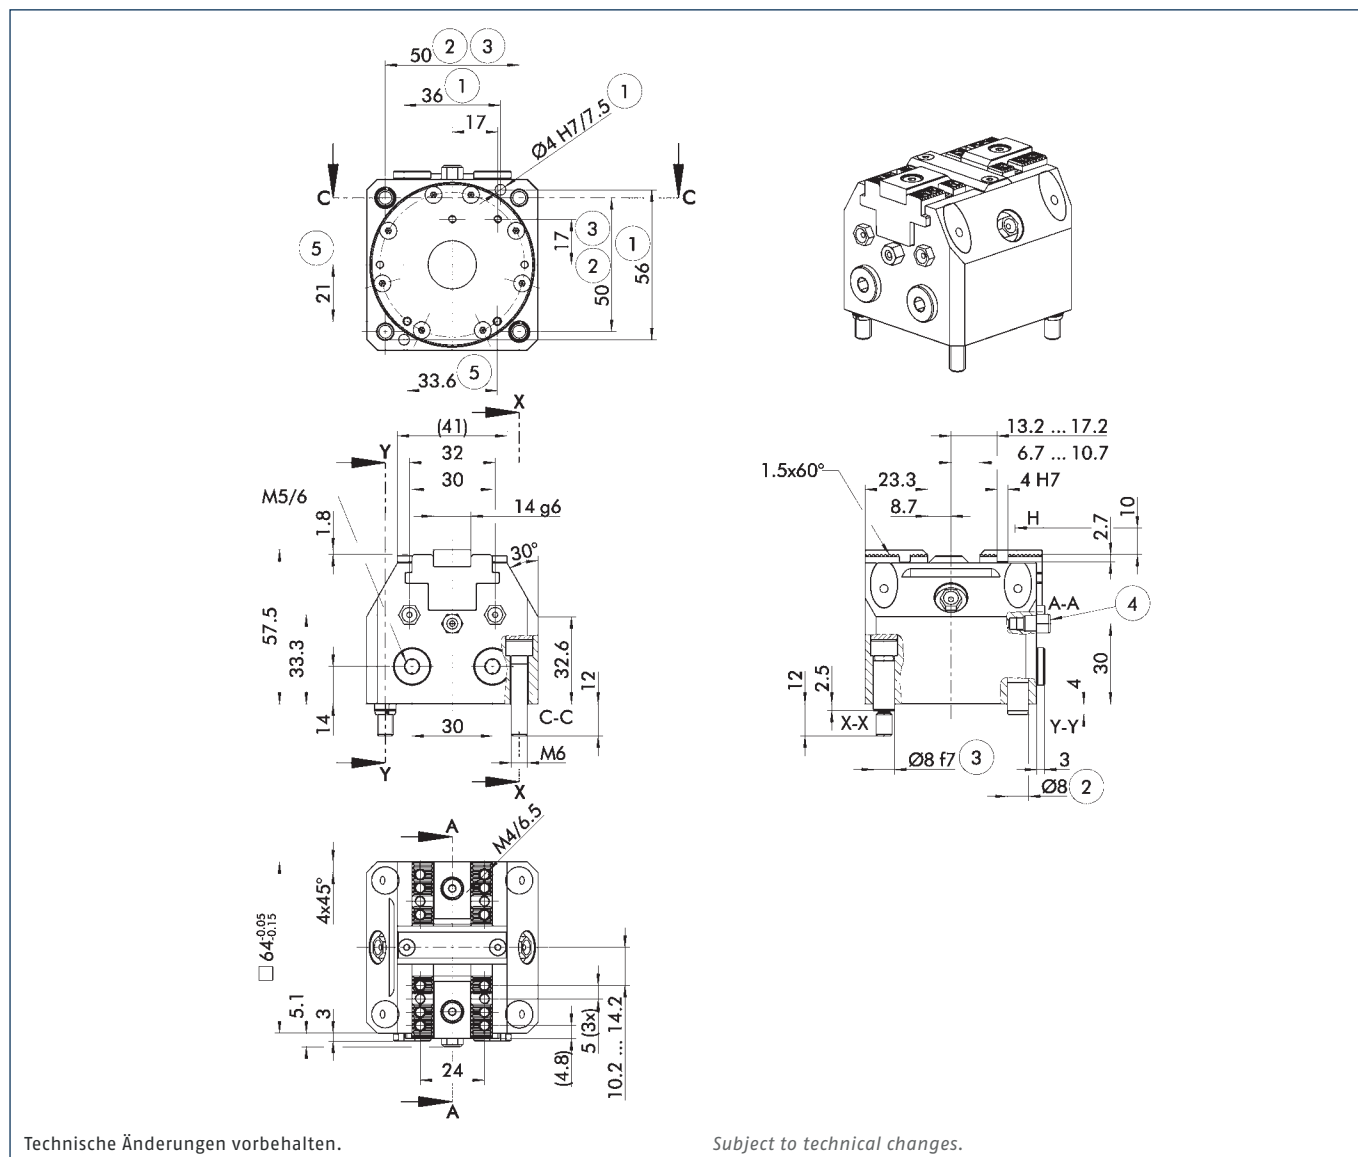 50 2 3
36 1
17
Ø4 H7/7.5 1
C C
5
21
17
3
2
50
1
56
33.6 5
X
(41)
Y
32
30
M5/6
14 g6
1.8
30°
57.5
33.3
14
32.6
12
C-C
30
M6
Y
X
13.2 ... 17.2
6.7 ... 10.7
1.5x60°
23.3
4 H7
8.7
H
2.7
10
A-A
4
30
12
2.5
4
X-X
Y-Y
Ø8 f7 3
3
Ø8 2
A
M4/6.5
4x45°
□ 64 -0.05 -0.15
5.1
3
24
(4.8)
5 (3x)
10.2 ... 14.2
A
Technische Änderungen vorbehalten.
Subject to technical changes.